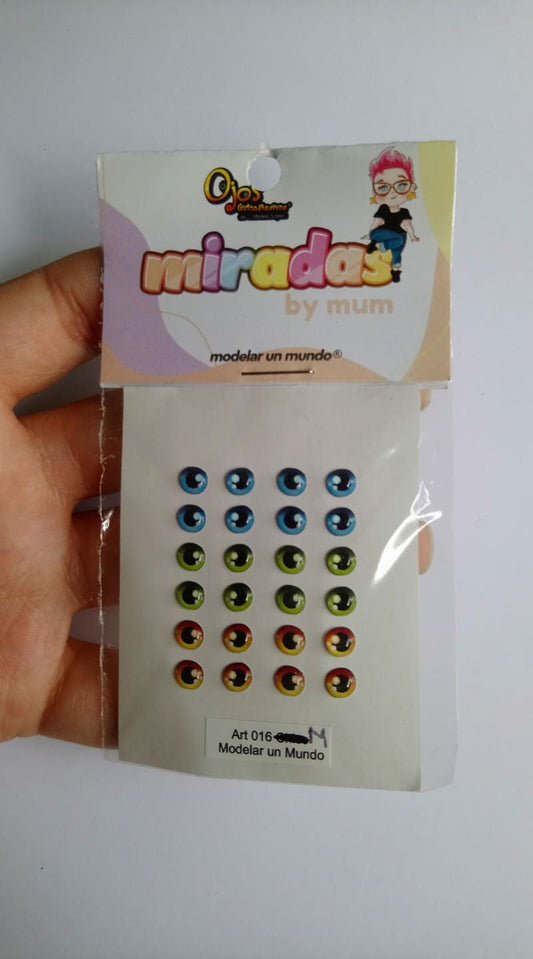 Ojos
miradas
by mum
modelar un mundo®
Art 016 M
Modelar un Mundo